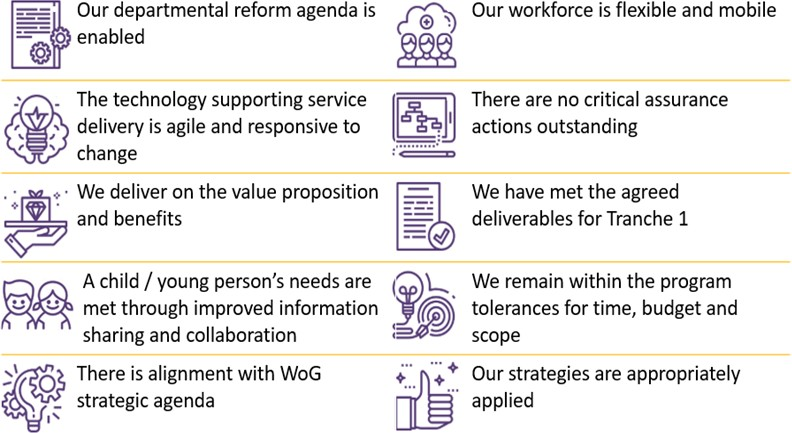 Our departmental reform agenda is
enabled
Our workforce is flexible and mobile
The technology supporting service
delivery is agile and responsive to
change
There are no critical assurance
actions outstanding
We deliver on the value proposition
and benefits
We have met the agreed
deliverables for Tranche 1
A child / young person’s needs are
met through improved information
sharing and collaboration
We remain within the program
tolerances for time, budget and
scope
There is alignment with WoG
strategic agenda
Our strategies are appropriately
applied